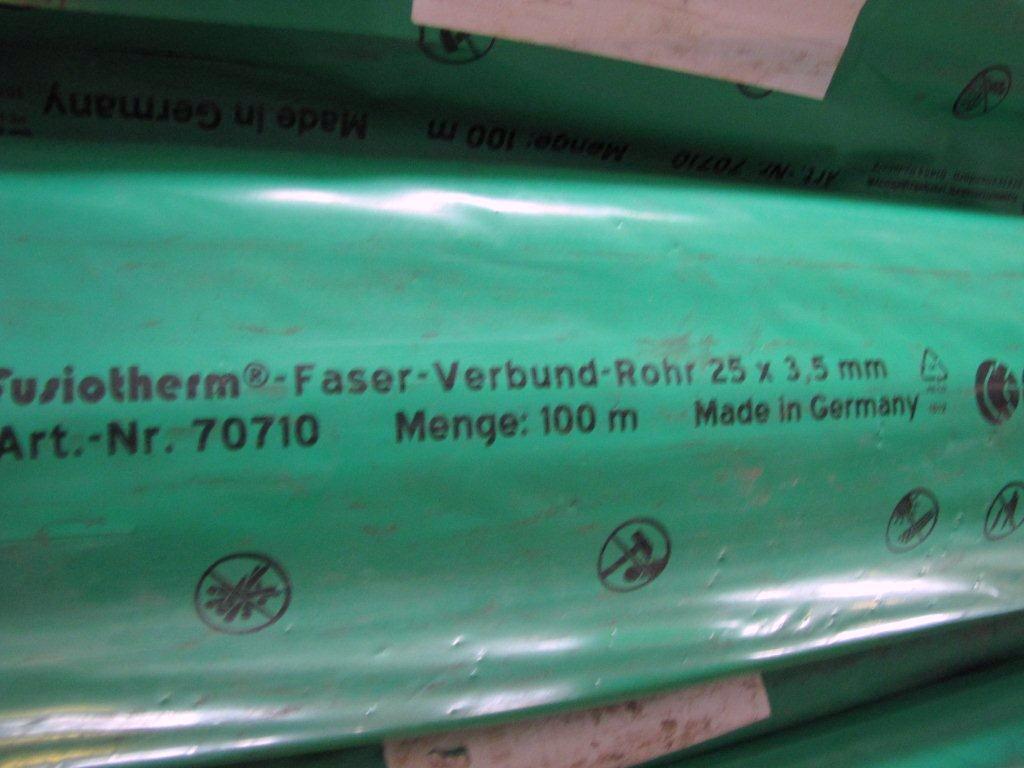 Made in Germany Menge: 100 m Art.-Nr. 70710
Fusiotherm®-Faser-Verbund-Rohr 25 x 3,5 mm
Art.-Nr. 70710 Menge: 100 m Made in Germany